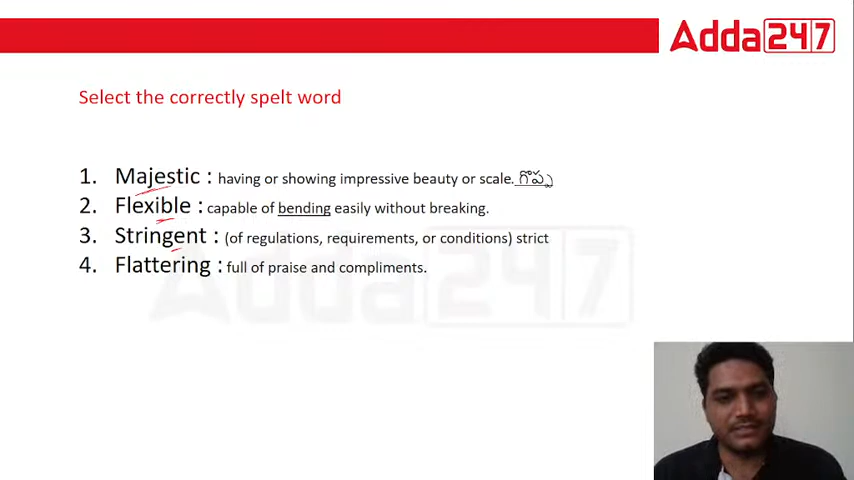 Adda247
Select the correctly spelt word
1. Majestic : having or showing impressive beauty or scale. గొప్ప
2. Flexible : capable of bending easily without breaking.
3. Stringent : (of regulations, requirements, or conditions) strict
4. Flattering : full of praise and compliments.
Adda247